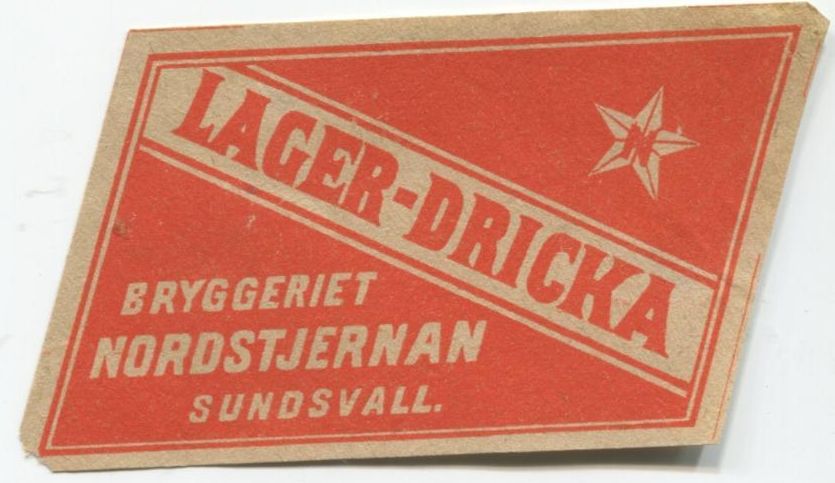 LAGER-DRICKA
N
BRYGGERIET
NORDSTJERNAN
SUNDSVALL.